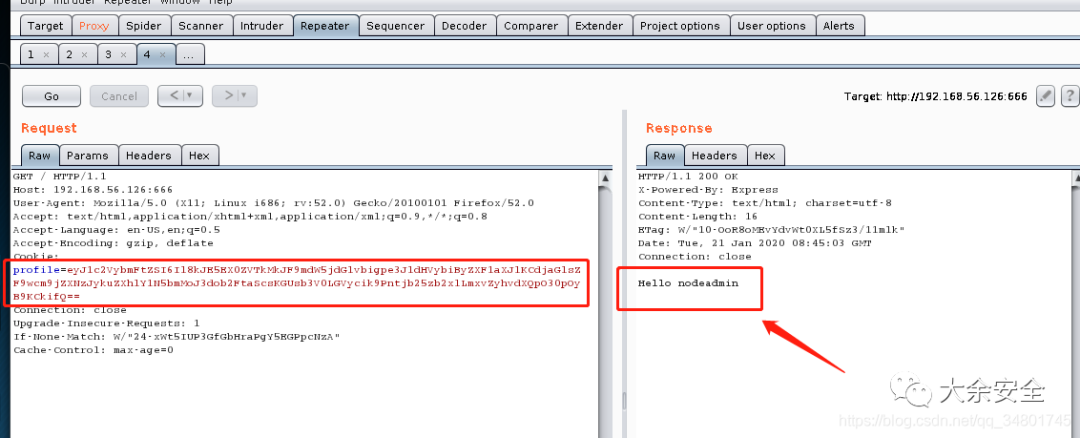 Burp Intruder Repeater Window Help
Target Proxy Spider Scanner Intruder Repeater Sequencer Decoder Comparer Extender Project options User options Alerts
1 × 2 × 3 × 4 × ...
Go Cancel < > Target: http://192.168.56.126:666 ?
Request
Raw Params Headers Hex
GET / HTTP/1.1
Host: 192.168.56.126:666
User-Agent: Mozilla/5.0 (X11; Linux i686; rv:52.0) Gecko/20100101 Firefox/52.0
Accept: text/html,application/xhtml+xml,application/xml;q=0.9,*/*;q=0.8
Accept-Language: en-US,en;q=0.5
Accept-Encoding: gzip, deflate
Cookie:
Connection: close
Upgrade-Insecure-Requests: 1
If-None-Match: W/"24-xWt5IUP3GfGbHraPgY5EGPpcNzA"
Cache-Control: max-age=0
Response
Raw Headers Hex
HTTP/1.1 200 OK
X-Powered-By: Express
Content-Type: text/html; charset=utf-8
Content-Length: 16
ETag: W/"10-OoR8oMEvYdvWt0XL5fSz3/llmlk"
Date: Tue, 21 Jan 2020 08:45:03 GMT
Connection: close
Hello nodeadmin
大余安全
https://blog.csdn.net/qq_34801745